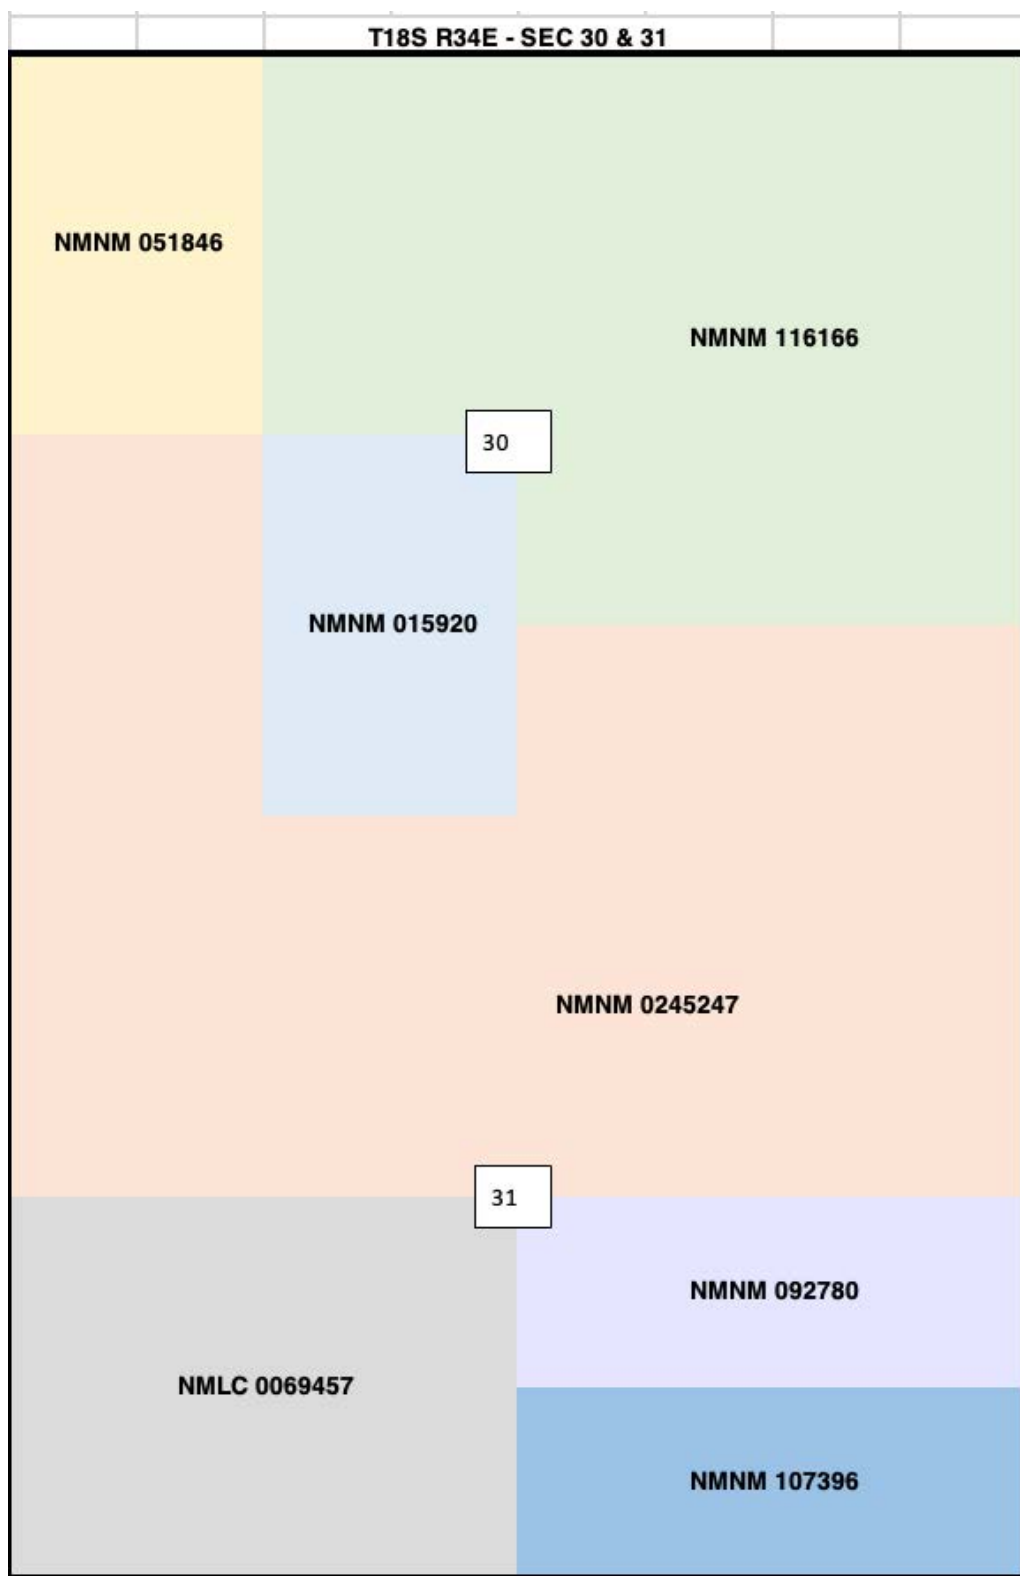 T18S R34E - SEC 30 & 31
NMNM 051846
NMNM 116166
30
NMNM 015920
NMNM 0245247
31
NMNM 092780
NMLC 0069457
NMNM 107396